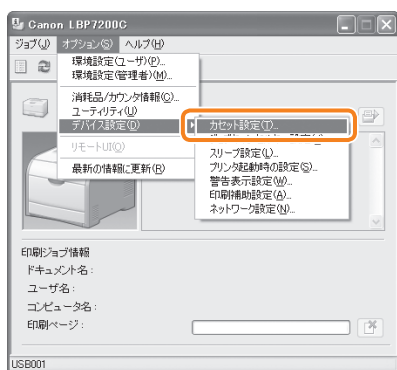 Canon LBP7200C
ジョブ(J) オプション(S) ヘルプ(H)
環境設定(ユーザ)(P)...
環境設定(管理者)(M)...
消耗品/カウンタ情報(C)...
ユーティリティ(U)
デバイス設定(D)
カセット設定(T)...
リモートUI(O)
スリープ設定(L)...
最新の情報に更新(R)
プリンタ起動時の設定(S)...
警告表示設定(W)...
印刷補助設定(A)...
ネットワーク設定(N)...
印刷ジョブ情報
ドキュメント名:
ユーザ名:
コンピュータ名:
印刷ページ:
USB001